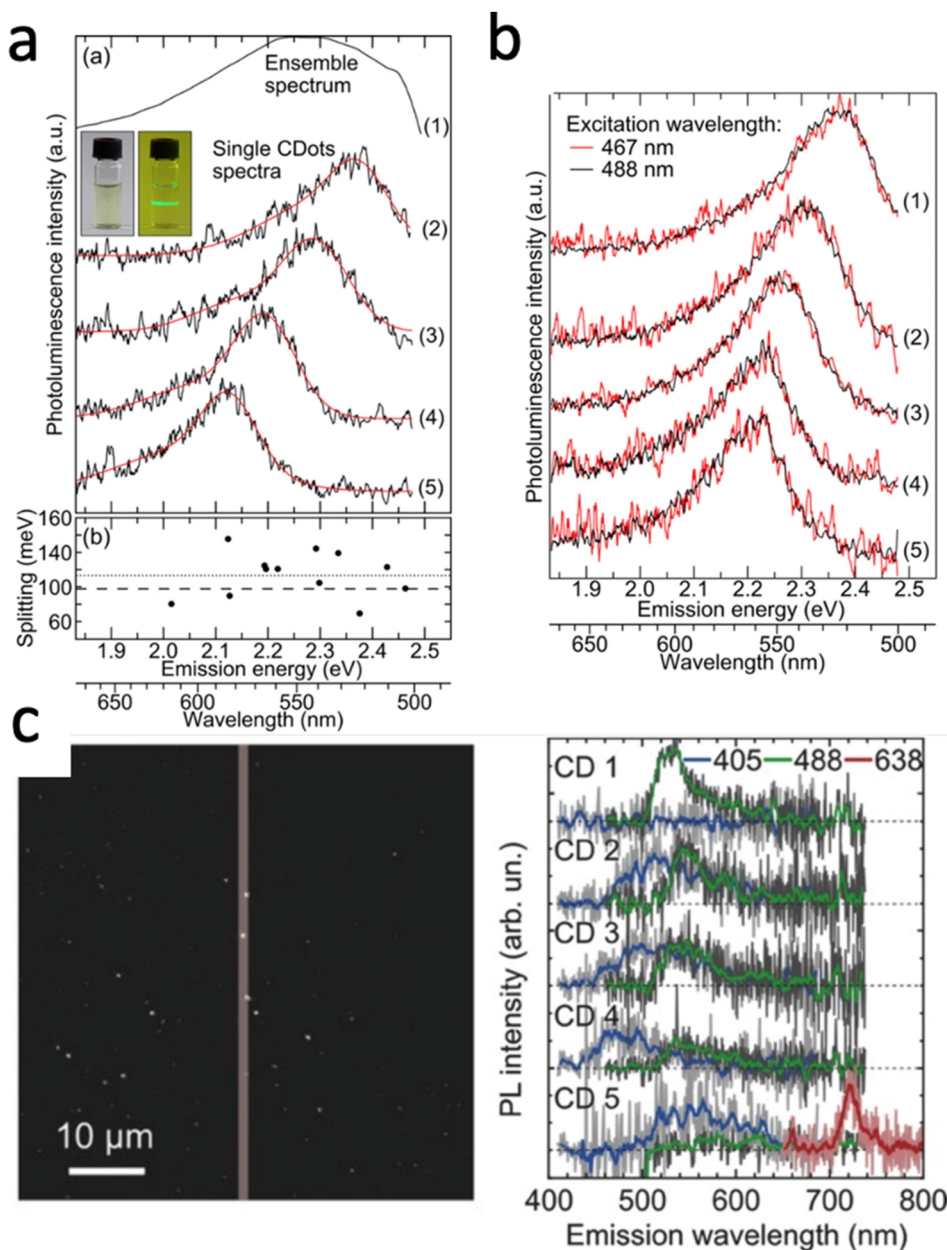 a
(a)
Ensemble
spectrum
(1)
Single CDots
spectra
(2)
(3)
(4)
(5)
Photoluminescence intensity (a.u.)
(b)
160
140
100
60
Splitting (meV)
1.9 2.0 2.1 2.2 2.3 2.4 2.5
Emission energy (eV)
650 600 550 540 500
Wavelength (nm)
b
Excitation wavelength:
467 nm
488 nm
(1)
(2)
(3)
(4)
(5)
Photoluminescence intensity (a.u.)
1.9 2.0 2.1 2.2 2.3 2.4 2.5
Emission energy (eV)
650 600 550 500
Wavelength (nm)
c
10 µm
CD 1
405 488 638
CD 2
CD 3
CD 4
CD 5
PL intensity (arb. un.)
400 500 600 700 800
Emission wavelength (nm)